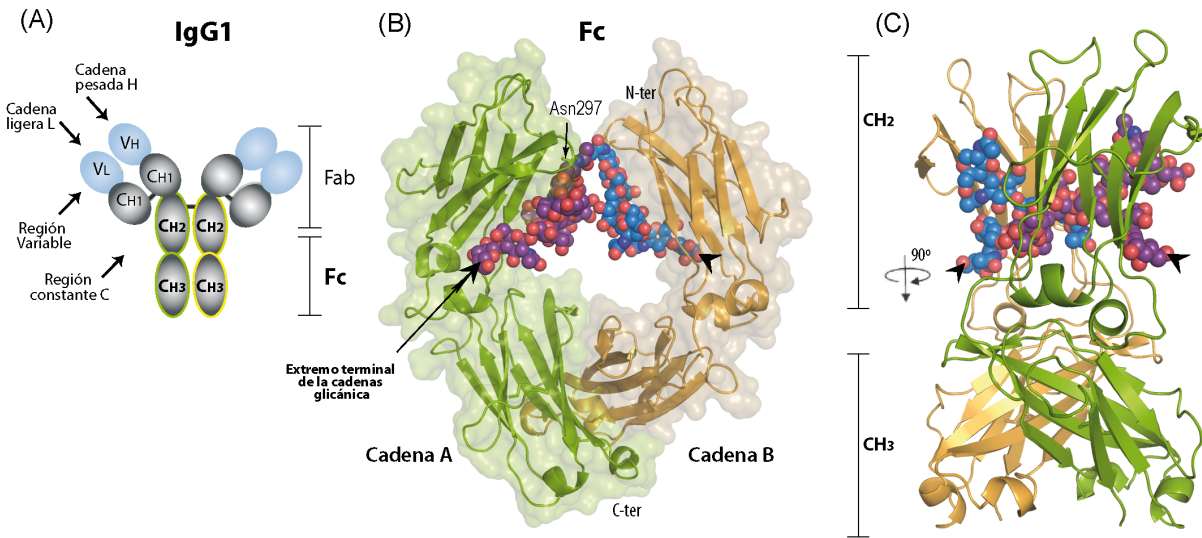 (A)
IgG1
Cadena
pesada H
Cadena
ligera L
VH
VL
CH1
CH1
Región
Variable
CH2
CH2
Región
constante C
CH3
CH3
Fab
Fc
(B)
Fc
Asn297
N-ter
Extremo terminal
de la cadenas
glicánica
Cadena A
Cadena B
C-ter
(C)
CH2
90º
CH3